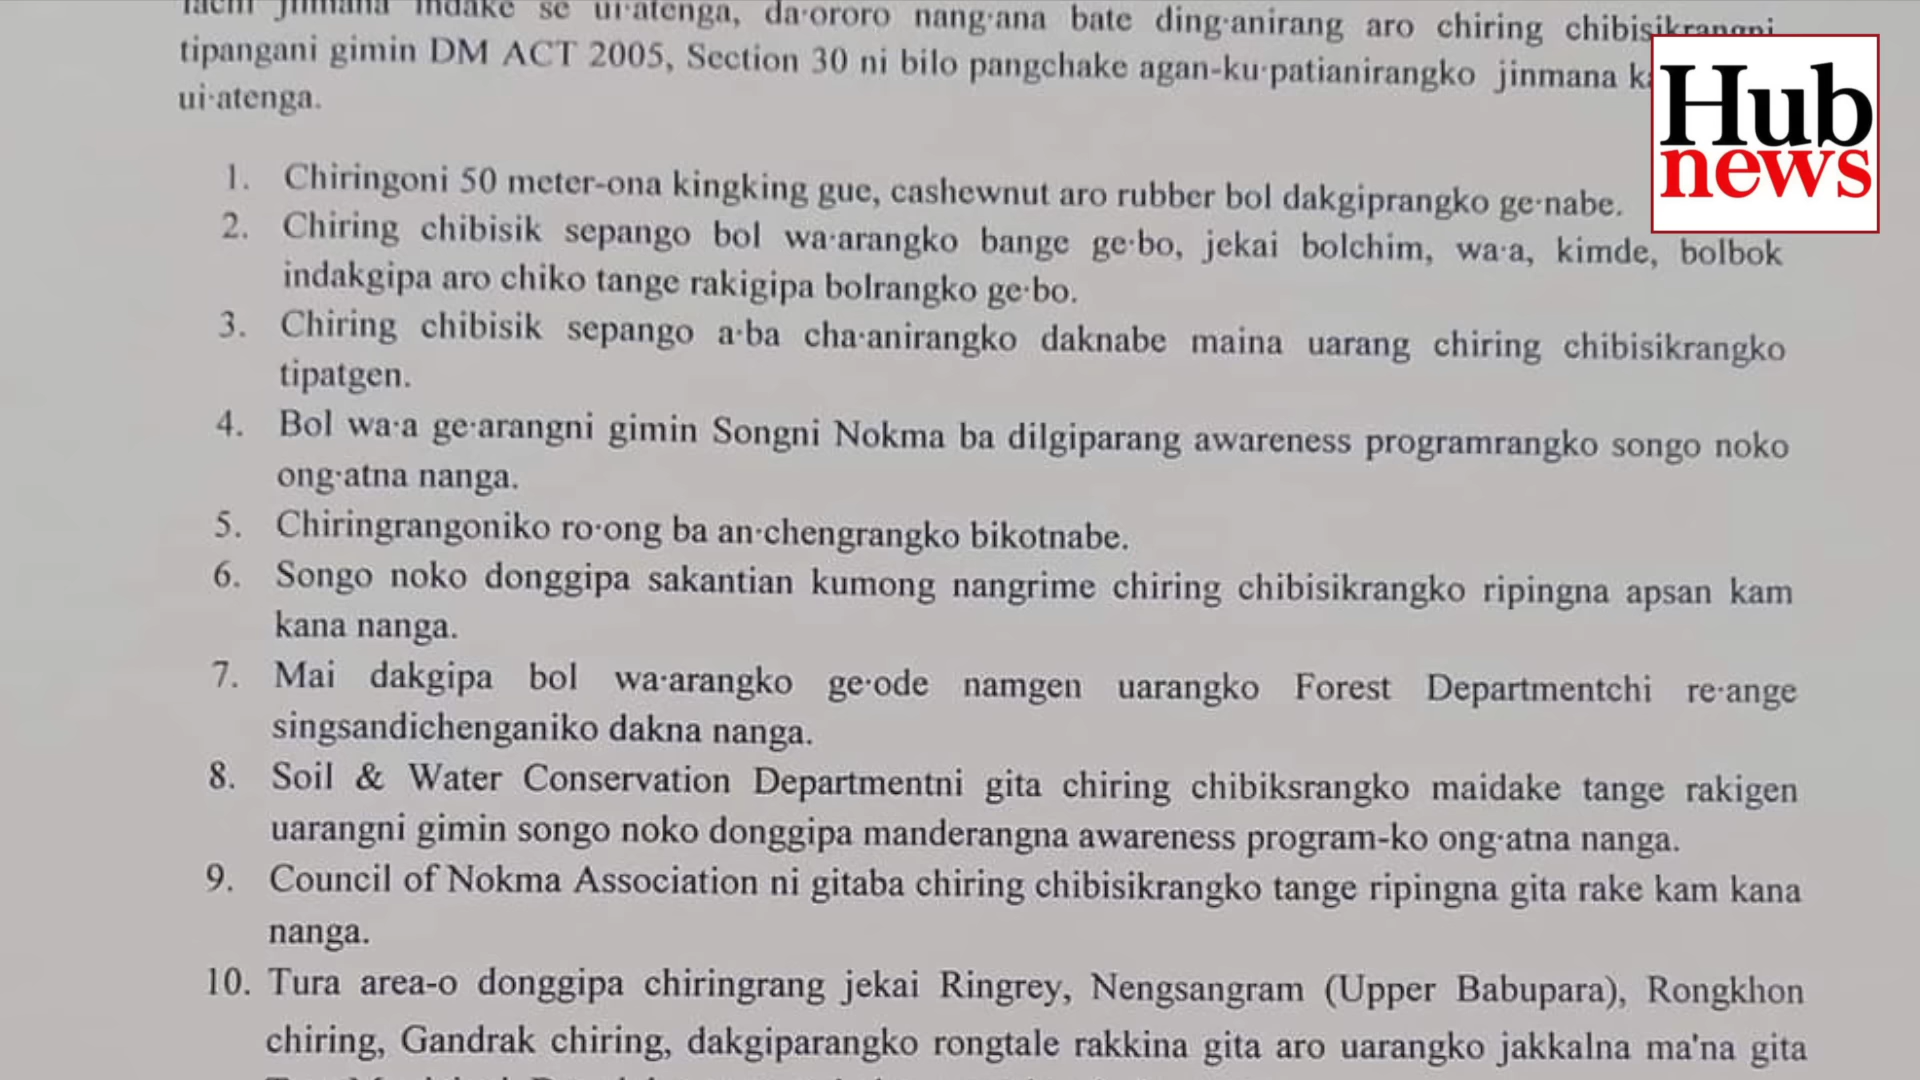 jinmana indake se ui·atenga, da·ororo nang·ana bate ding·anirang aro chiring chibisikrangni
tipangani gimin DM ACT 2005, Section 30 ni bilo pangchake agan-ku·patianirangko jinmana
ui·atenga.
Hub
news
1. Chiringoni 50 meter-ona kingking gue, cashewnut aro rubber bol dakgiprangko ge·nabe.
2. Chiring chibisik sepango bol wa·arangko bange ge·bo, jekai bolchim, wa·a, kimde, bolbok
indakgipa aro chiko tange rakigipa bolrangko ge·bo.
3. Chiring chibisik sepango a·ba cha·anirangko daknabe maina uarang chiring chibisikrangko
tipatgen.
4. Bol wa·a ge·arangni gimin Songni Nokma ba dilgiparang awareness programrangko songo noko
ong·atna nanga.
5. Chiringrangoniko ro·ong ba an·chengrangko bikotnabe.
6. Songo noko donggipa sakantian kumong nangrime chiring chibisikrangko ripingna apsan kam
kana nanga.
7. Mai dakgipa bol wa·arangko ge·ode namgen uarangko Forest Departmentchi re·ange
singsandichenganiko dakna nanga.
8. Soil & Water Conservation Departmentni gita chiring chibiksrangko maidake tange rakigen
uarangni gimin songo noko donggipa manderangna awareness program-ko ong·atna nanga.
9. Council of Nokma Association ni gitaba chiring chibisikrangko tange ripingna gita rake kam kana
nanga.
10. Tura area-o donggipa chiringrang jekai Ringrey, Nengsangram (Upper Babupara), Rongkhon
chiring, Gandrak chiring, dakgiparangko rongtale rakkina gita aro uarangko jakkalna ma'na gita